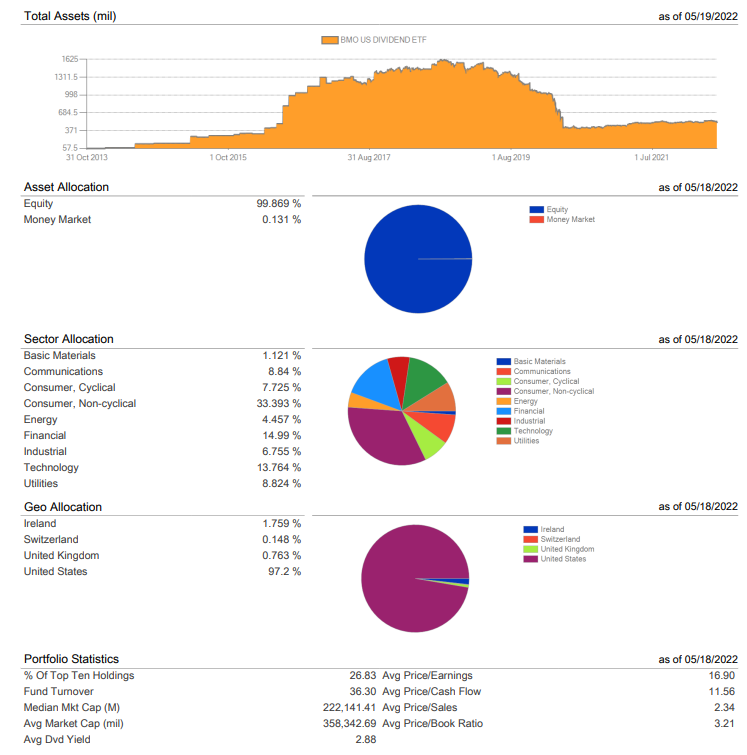 Total Assets (mil) as of 05/19/2022
BMO US DIVIDEND ETF
1625
1311.5
998
684.5
371
57.5
31 Oct 2013 1 Oct 2015 31 Aug 2017 1 Aug 2019 1 Jul 2021
Asset Allocation as of 05/18/2022
Equity 99.869 %
Money Market 0.131 %
Equity
Money Market
Sector Allocation as of 05/18/2022
Basic Materials 1.121 %
Communications 8.84 %
Consumer, Cyclical 7.725 %
Consumer, Non-cyclical 33.393 %
Energy 4.457 %
Financial 14.99 %
Industrial 6.755 %
Technology 13.764 %
Utilities 8.824 %
Basic Materials
Communications
Consumer, Cyclical
Consumer, Non-cyclical
Energy
Financial
Industrial
Technology
Utilities
Geo Allocation as of 05/18/2022
Ireland 1.759 %
Switzerland 0.148 %
United Kingdom 0.763 %
United States 97.2 %
Ireland
Switzerland
United Kingdom
United States
Portfolio Statistics as of 05/18/2022
% Of Top Ten Holdings 26.83 Avg Price/Earnings 16.90
Fund Turnover 36.30 Avg Price/Cash Flow 11.56
Median Mkt Cap (M) 222,141.41 Avg Price/Sales 2.34
Avg Market Cap (mil) 358,342.69 Avg Price/Book Ratio 3.21
Avg Dvd Yield 2.88